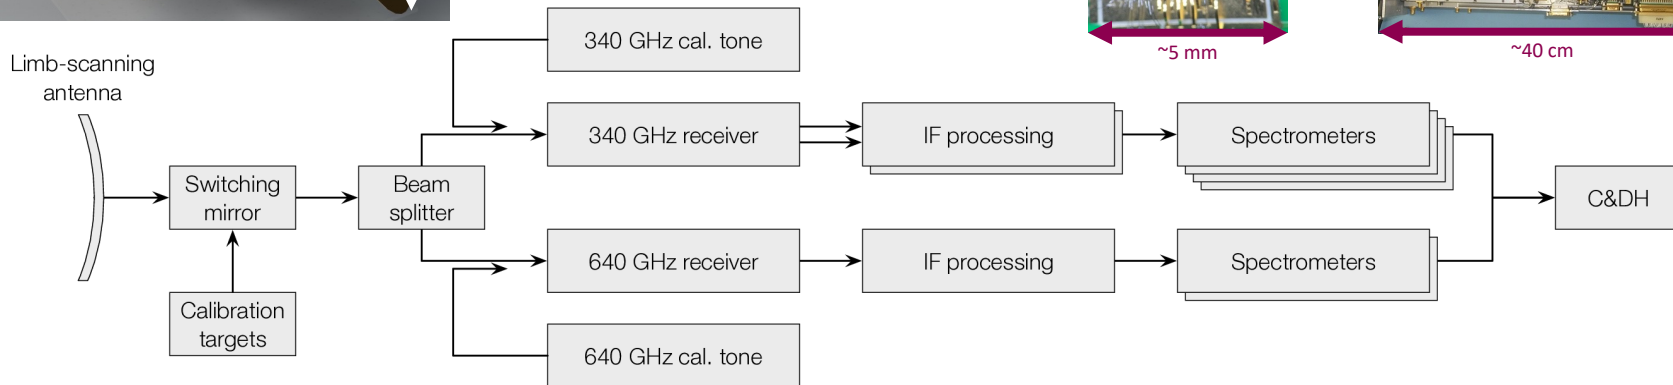 340 GHz cal. tone
~5 mm
~40 cm
Limb-scanning
antenna
340 GHz receiver
IF processing
Spectrometers
Switching
mirror
Beam
splitter
C&DH
640 GHz receiver
IF processing
Spectrometers
Calibration
targets
640 GHz cal. tone